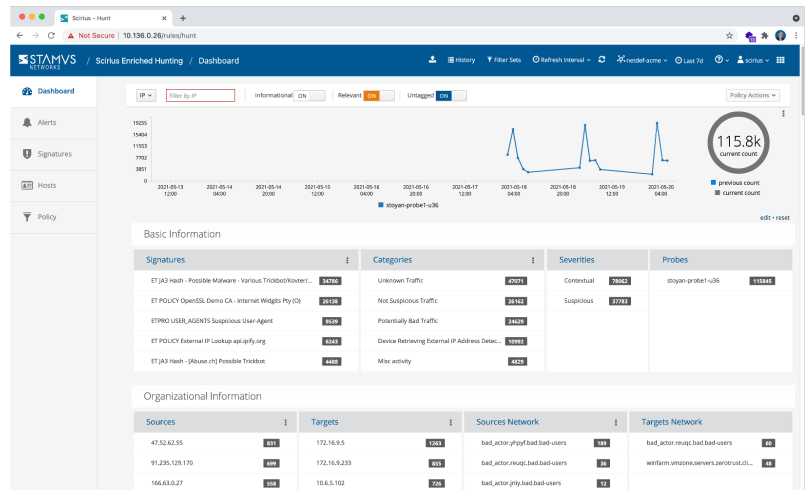 Scirius - Hunt
Not Secure | 10.136.0.26/rules/hunt
STAMVS NETWORKS / Scirius Enriched Hunting / Dashboard
History Filter Sets Refresh Interval netdef-acme Last 7d scirius
Dashboard
Alerts
Signatures
Hosts
Policy
IP Filter by IP Informational ON Relevant ON Untagged ON Policy Actions
19255
15404
11553
7702
3851
0
2021-05-13 12:00
2021-05-14 04:00
2021-05-14 20:00
2021-05-15 12:00
2021-05-16 04:00
2021-05-16 20:00
2021-05-17 12:00
2021-05-18 04:00
2021-05-18 20:00
2021-05-19 12:00
2021-05-20 04:00
stoyan-probe1-u36
115.8k
current count
previous count
current count
edit • reset
Basic Information
Signatures
ET JA3 Hash - Possible Malware - Various Trickbot/Kovter/... 34786
ET POLICY OpenSSL Demo CA - Internet Widgits Pty (O) 26138
ETPRO USER_AGENTS Suspicious User-Agent 9539
ET POLICY External IP Lookup api.ipify.org 6243
ET JA3 Hash - [Abuse.ch] Possible Trickbot 4488
Categories
Unknown Traffic 47071
Not Suspicious Traffic 26162
Potentially Bad Traffic 24629
Device Retrieving External IP Address Detec... 10992
Misc activity 4829
Severities
Contextual 78062
Suspicious 37783
Probes
stoyan-probe1-u36 115845
Organizational Information
Sources
47.52.62.55 831
91.235.129.170 699
166.63.0.27 558
Targets
172.16.9.5 1263
172.16.9.233 855
10.6.5.102 726
Sources Network
bad_actor.yhpyf.bad.bad-users 189
bad_actor.reuqc.bad.bad-users 36
bad_actor.jriiy.bad.bad-users 12
Targets Network
bad_actor.reuqc.bad.bad-users 60
winfarm.vmzone.servers.zerotrust.cli... 48